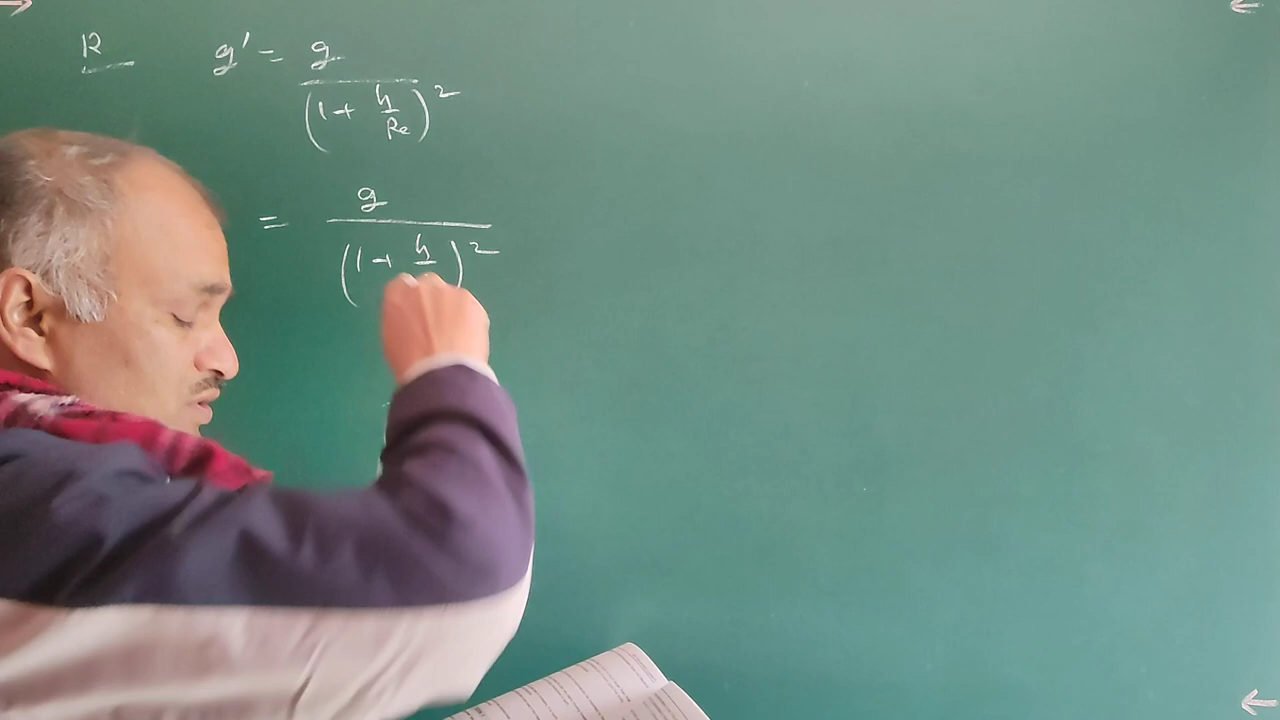 12
g' = g
(1 + h/Re)²
= g
(1 + h )²